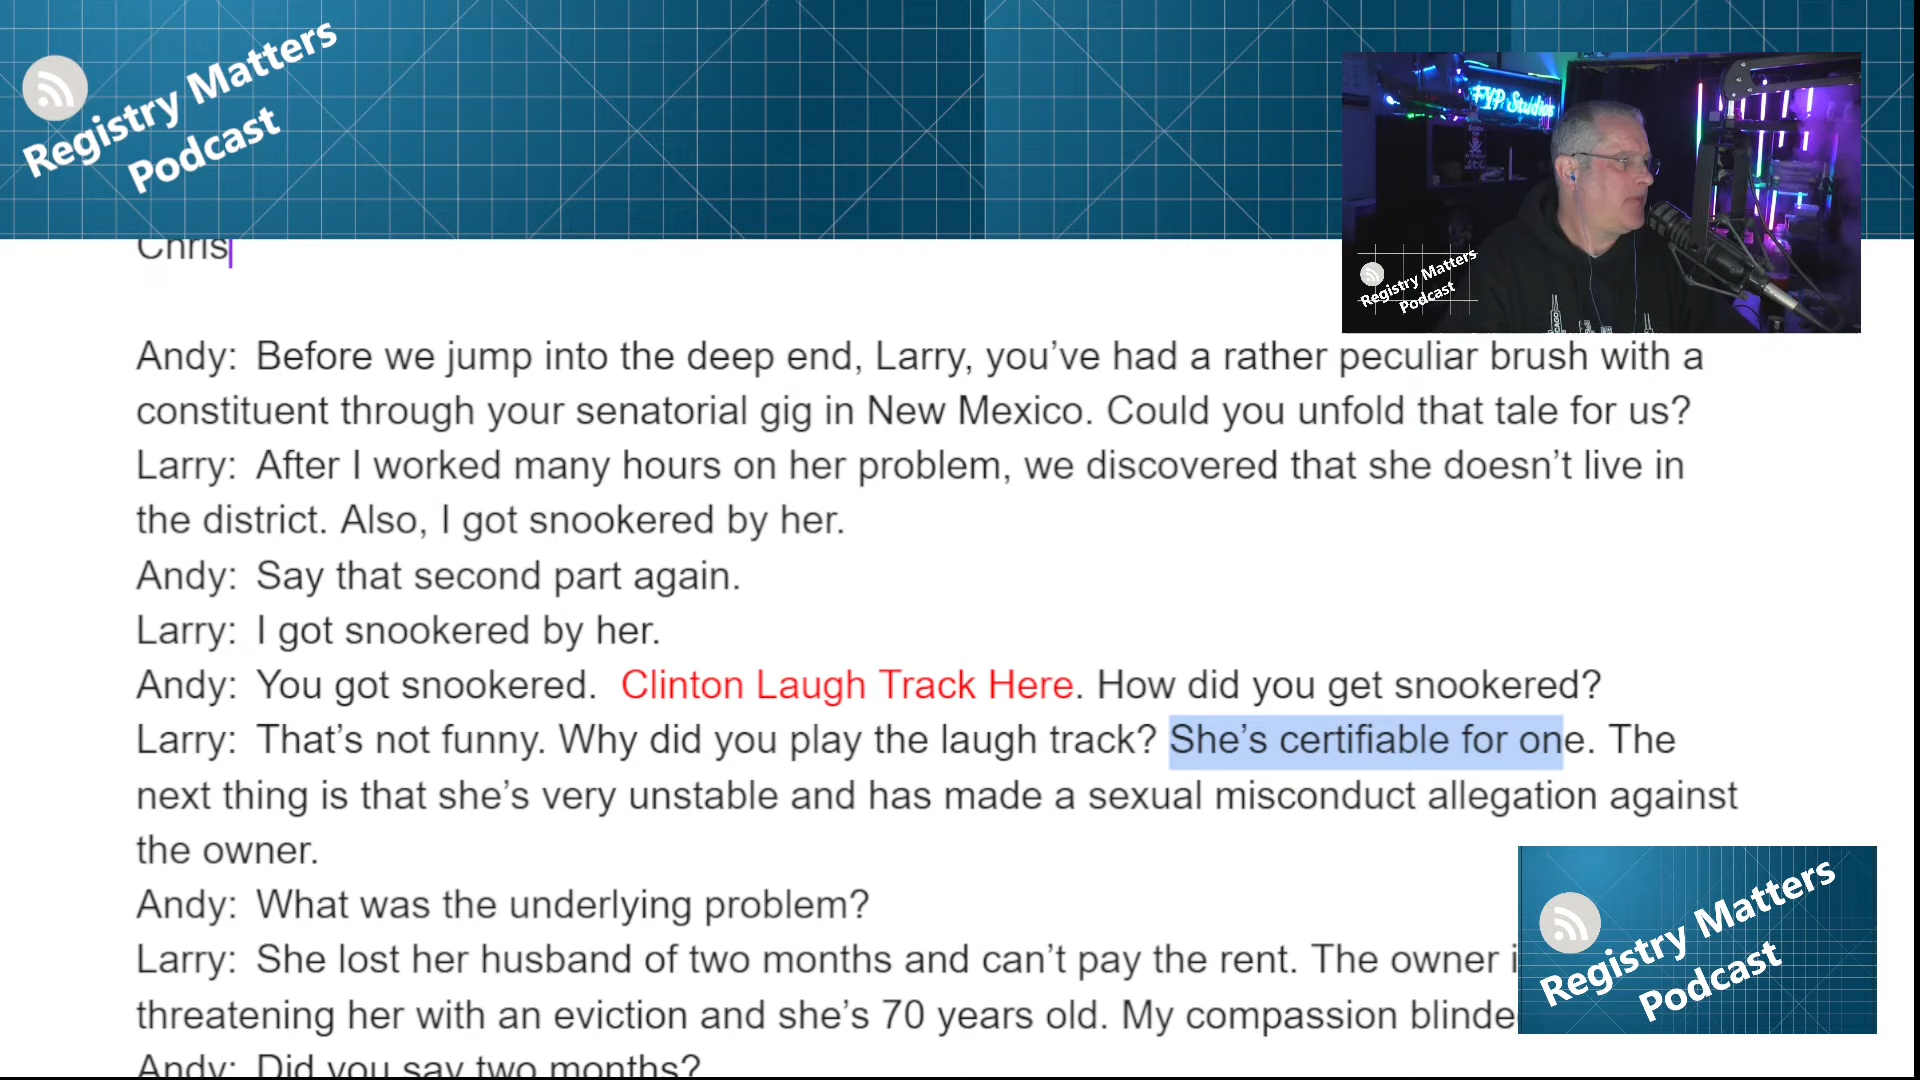 Registry Matters
Podcast
FYP Studios
Registry Matters
Podcast
Chris
Andy: Before we jump into the deep end, Larry, you’ve had a rather peculiar brush with a
constituent through your senatorial gig in New Mexico. Could you unfold that tale for us?
Larry: After I worked many hours on her problem, we discovered that she doesn’t live in
the district. Also, I got snookered by her.
Andy: Say that second part again.
Larry: I got snookered by her.
Andy: You got snookered. Clinton Laugh Track Here. How did you get snookered?
Larry: That’s not funny. Why did you play the laugh track? She’s certifiable for one. The
next thing is that she’s very unstable and has made a sexual misconduct allegation against
the owner.
Andy: What was the underlying problem?
Larry: She lost her husband of two months and can’t pay the rent. The owner
threatening her with an eviction and she’s 70 years old. My compassion
Andy: Did you say two months?
Registry Matters
Podcast